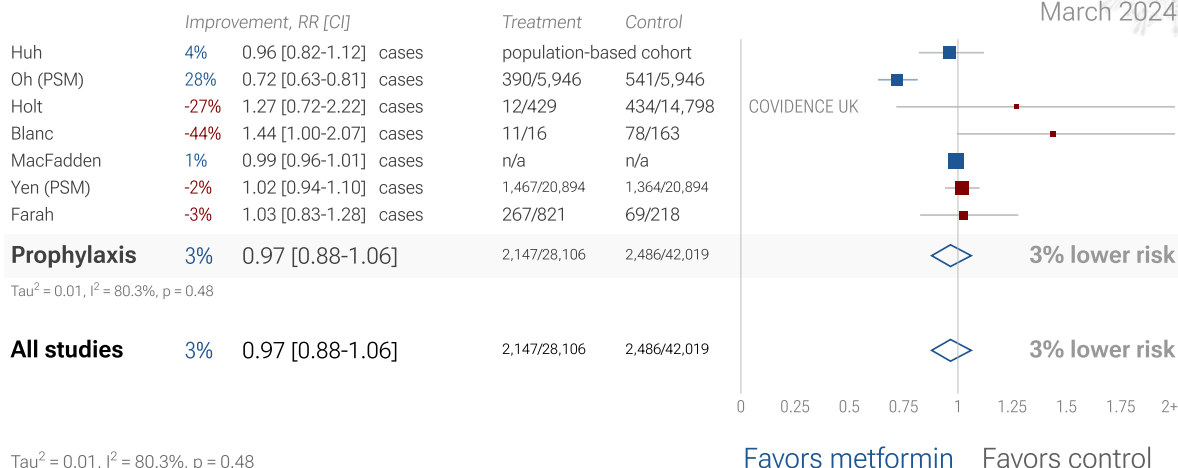 March 2024
Improvement, RR [CI] Treatment Control
Huh 4% 0.96 [0.82-1.12] cases population-based cohort
Oh (PSM) 28% 0.72 [0.63-0.81] cases 390/5,946 541/5,946
Holt -27% 1.27 [0.72-2.22] cases 12/429 434/14,798 COVIDENCE UK
Blanc -44% 1.44 [1.00-2.07] cases 11/16 78/163
MacFadden 1% 0.99 [0.96-1.01] cases n/a n/a
Yen (PSM) -2% 1.02 [0.94-1.10] cases 1,467/20,894 1,364/20,894
Farah -3% 1.03 [0.83-1.28] cases 267/821 69/218
Prophylaxis 3% 0.97 [0.88-1.06] 2,147/28,106 2,486/42,019 3% lower risk
Tau² = 0.01, I² = 80.3%, p = 0.48
All studies 3% 0.97 [0.88-1.06] 2,147/28,106 2,486/42,019 3% lower risk
0 0.25 0.5 0.75 1 1.25 1.5 1.75 2+
Tau² = 0.01, I² = 80.3%, p = 0.48 Favors metformin Favors control